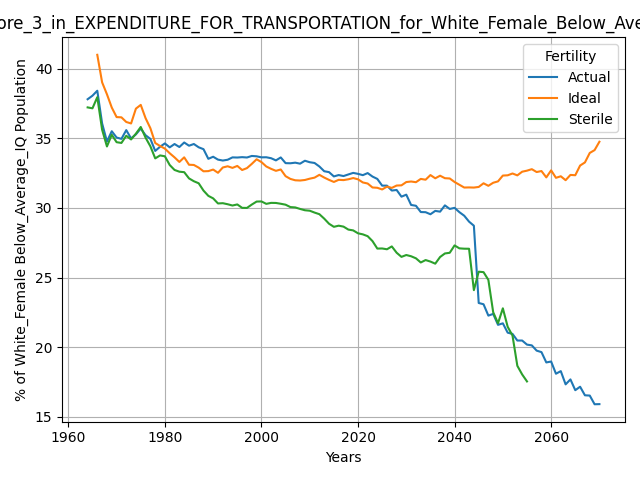 ore_3_in_EXPENDITURE_FOR_TRANSPORTATION_for_White_Female_Below_Ave
Fertility
Actual
Ideal
Sterile
% of White_Female Below_Average_IQ Population
40
35
30
25
20
15
1960
1980
2000
2020
2040
2060
Years